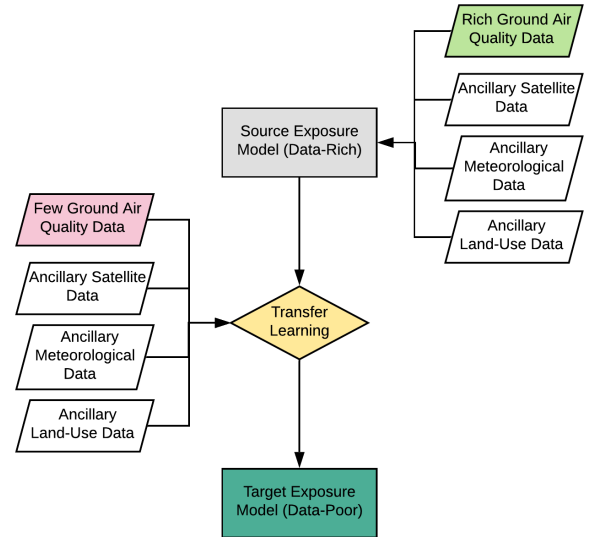 Rich Ground Air
Quality Data
Ancillary Satellite
Data
Ancillary
Meteorological
Data
Ancillary
Land-Use Data
Source Exposure
Model (Data-Rich)
Few Ground Air
Quality Data
Ancillary Satellite
Data
Ancillary
Meteorological
Data
Ancillary
Land-Use Data
Transfer
Learning
Target Exposure
Model (Data-Poor)